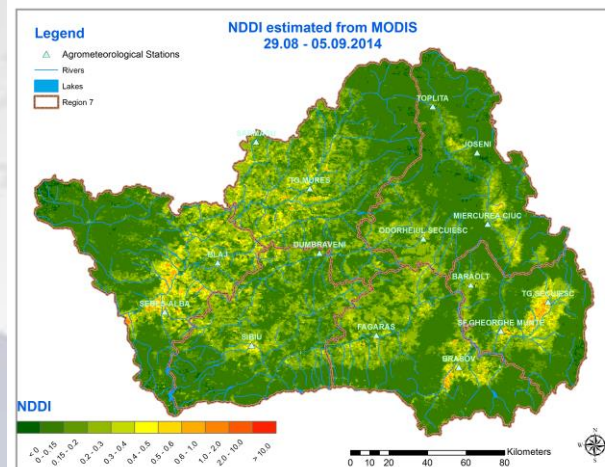 NDDI estimated from MODIS
29.08 - 05.09.2014
Legend
Agrometeorological Stations
Rivers
Lakes
Region 7
TOPLITA
JOSENI
TG.MURES
MIERCUREA CIUC
ODORHEIUL SECUIESC
DUMBRAVENI
BLAJ
BARAOLT
TG.SECUIESC
SEBES-ALBA
SF.GHEORGHE MUNTE
FAGARAS
SIBIU
BRASOV
NDDI
< 0
0 - 0.15
0.15 - 0.2
0.2 - 0.3
0.3 - 0.4
0.4 - 0.5
0.5 - 0.6
0.6 - 1.0
1.0 - 2.0
2.0 - 10.0
> 10.0
Kilometers
0 10 20 40 60 80
N
W
E
S